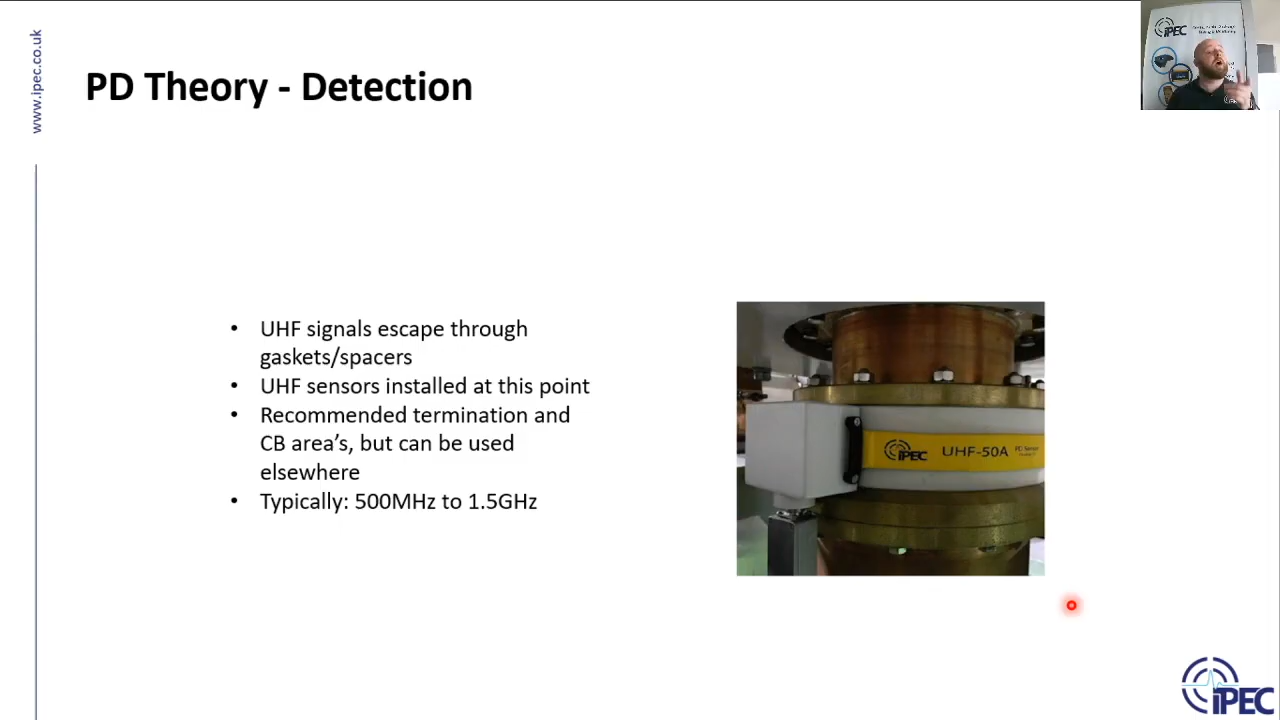 www.ipec.co.uk
PD Theory - Detection
iPEC
• UHF signals escape through
gaskets/spacers
• UHF sensors installed at this point
• Recommended termination and
CB area's, but can be used
elsewhere
• Typically: 500MHz to 1.5GHz
iPEC UHF-50A
iPEC